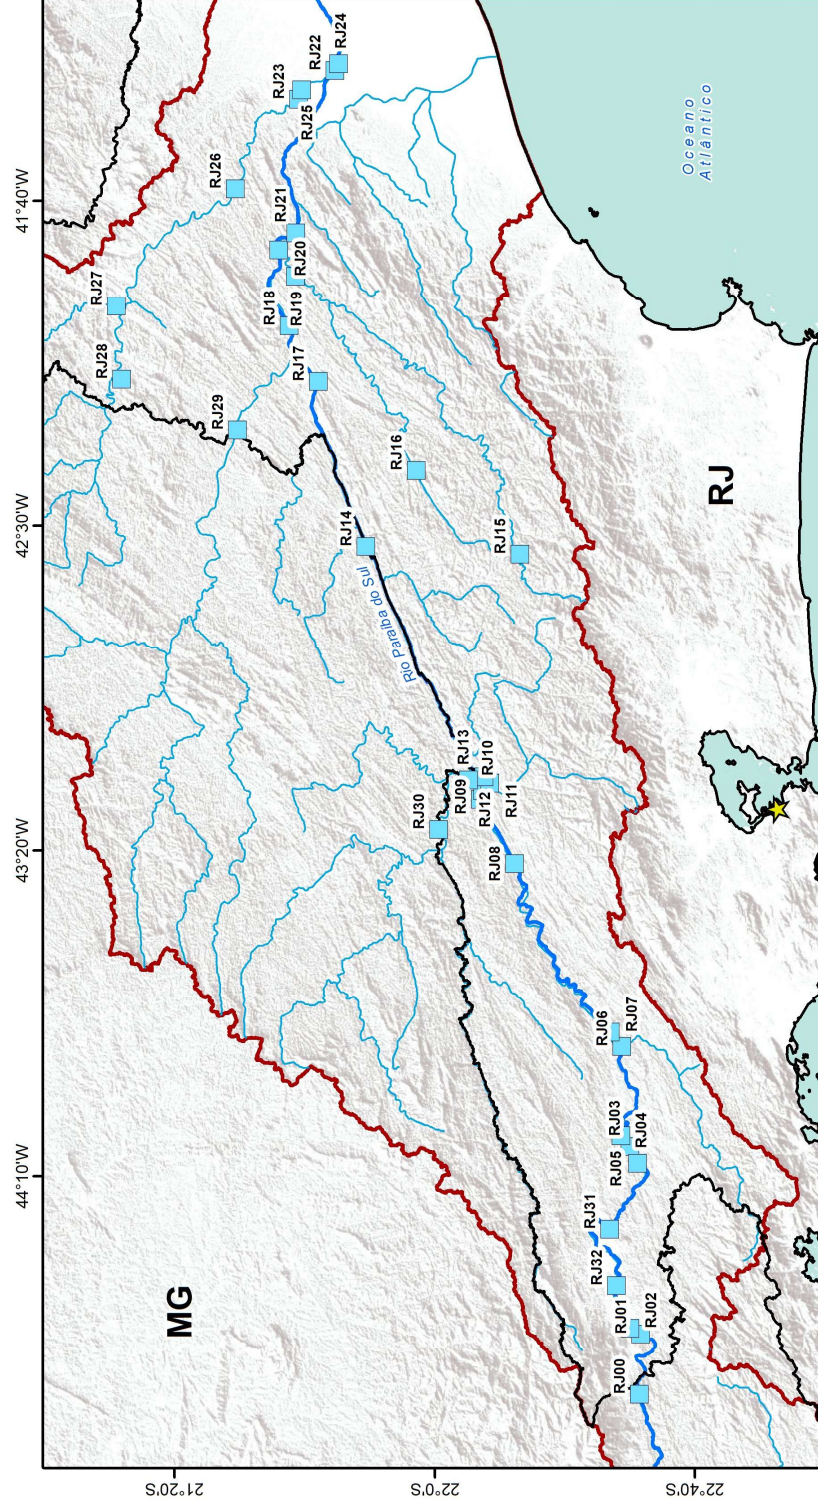 41°40'W
42°30'W
43°20'W
44°10'W
21°20'S
22°0'S
22°40'S
MG
RJ
Oceano
Atlântico
Rio Paraíba do Sul
RJ24
RJ22
RJ23
RJ25
RJ26
RJ21
RJ20
RJ27
RJ18
RJ19
RJ28
RJ17
RJ29
RJ16
RJ14
RJ15
RJ13
RJ10
RJ09
RJ12
RJ11
RJ30
RJ08
RJ06
RJ07
RJ03
RJ04
RJ05
RJ31
RJ32
RJ01
RJ02
RJ00